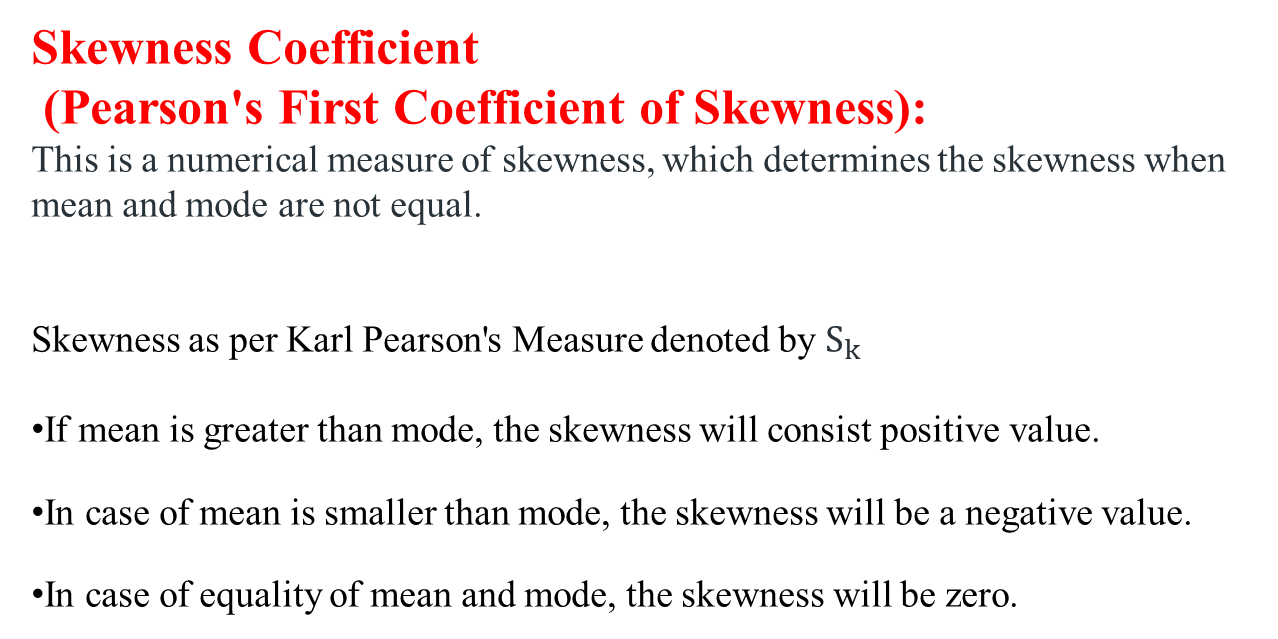 Skewness Coefficient
(Pearson's First Coefficient of Skewness):
This is a numerical measure of skewness, which determines the skewness when
mean and mode are not equal.
Skewness as per Karl Pearson's Measure denoted by Sₖ
•If mean is greater than mode, the skewness will consist positive value.
•In case of mean is smaller than mode, the skewness will be a negative value.
•In case of equality of mean and mode, the skewness will be zero.